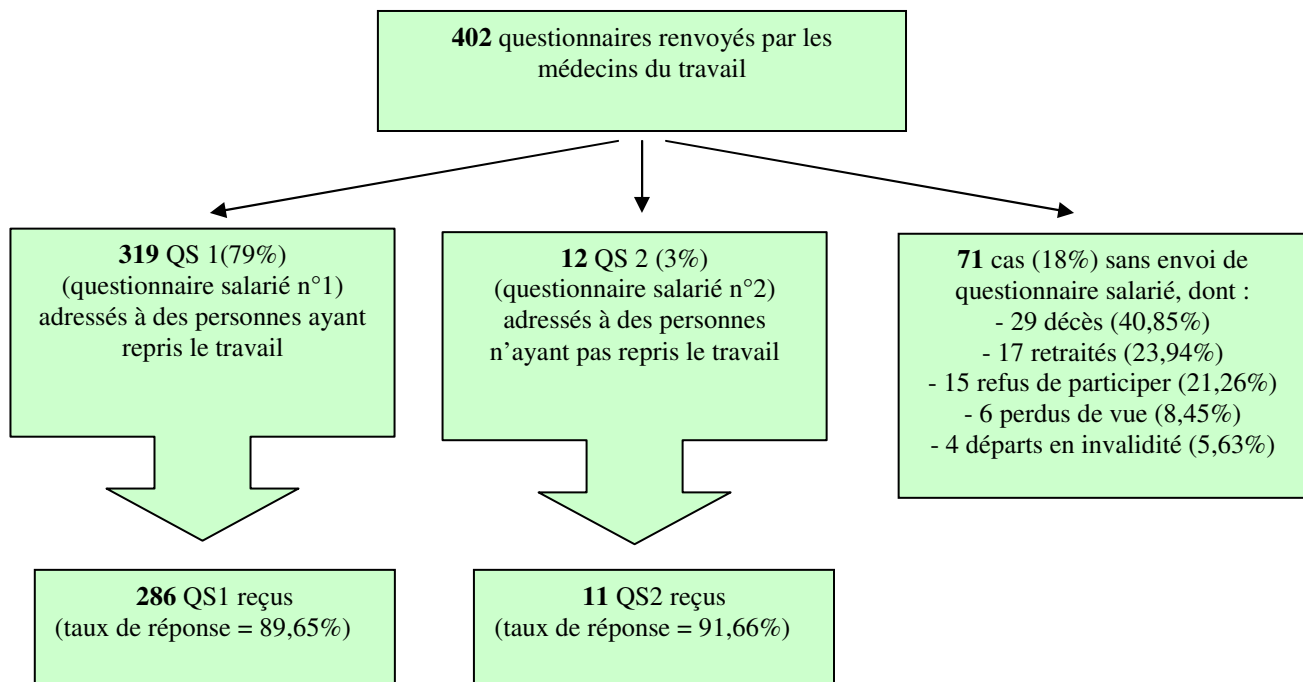 402 questionnaires renvoyés par les
médecins du travail
319 QS 1(79%)
(questionnaire salarié n°1)
adressés à des personnes ayant
repris le travail
12 QS 2 (3%)
(questionnaire salarié n°2)
adressés à des personnes
n’ayant pas repris le travail
71 cas (18%) sans envoi de
questionnaire salarié, dont :
- 29 décès (40,85%)
- 17 retraités (23,94%)
- 15 refus de participer (21,26%)
- 6 perdus de vue (8,45%)
- 4 départs en invalidité (5,63%)
286 QS1 reçus
(taux de réponse = 89,65%)
11 QS2 reçus
(taux de réponse = 91,66%)